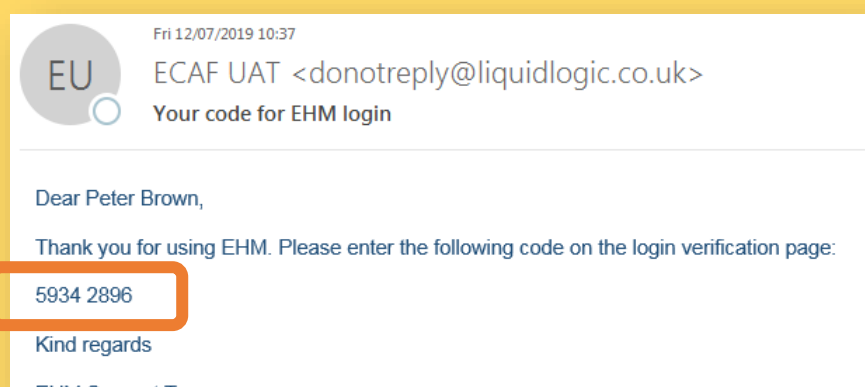 Fri 12/07/2019 10:37
EU
ECAF UAT <donotreply@liquidlogic.co.uk>
Your code for EHM login
Dear Peter Brown,
Thank you for using EHM. Please enter the following code on the login verification page:
5934 2896
Kind regards